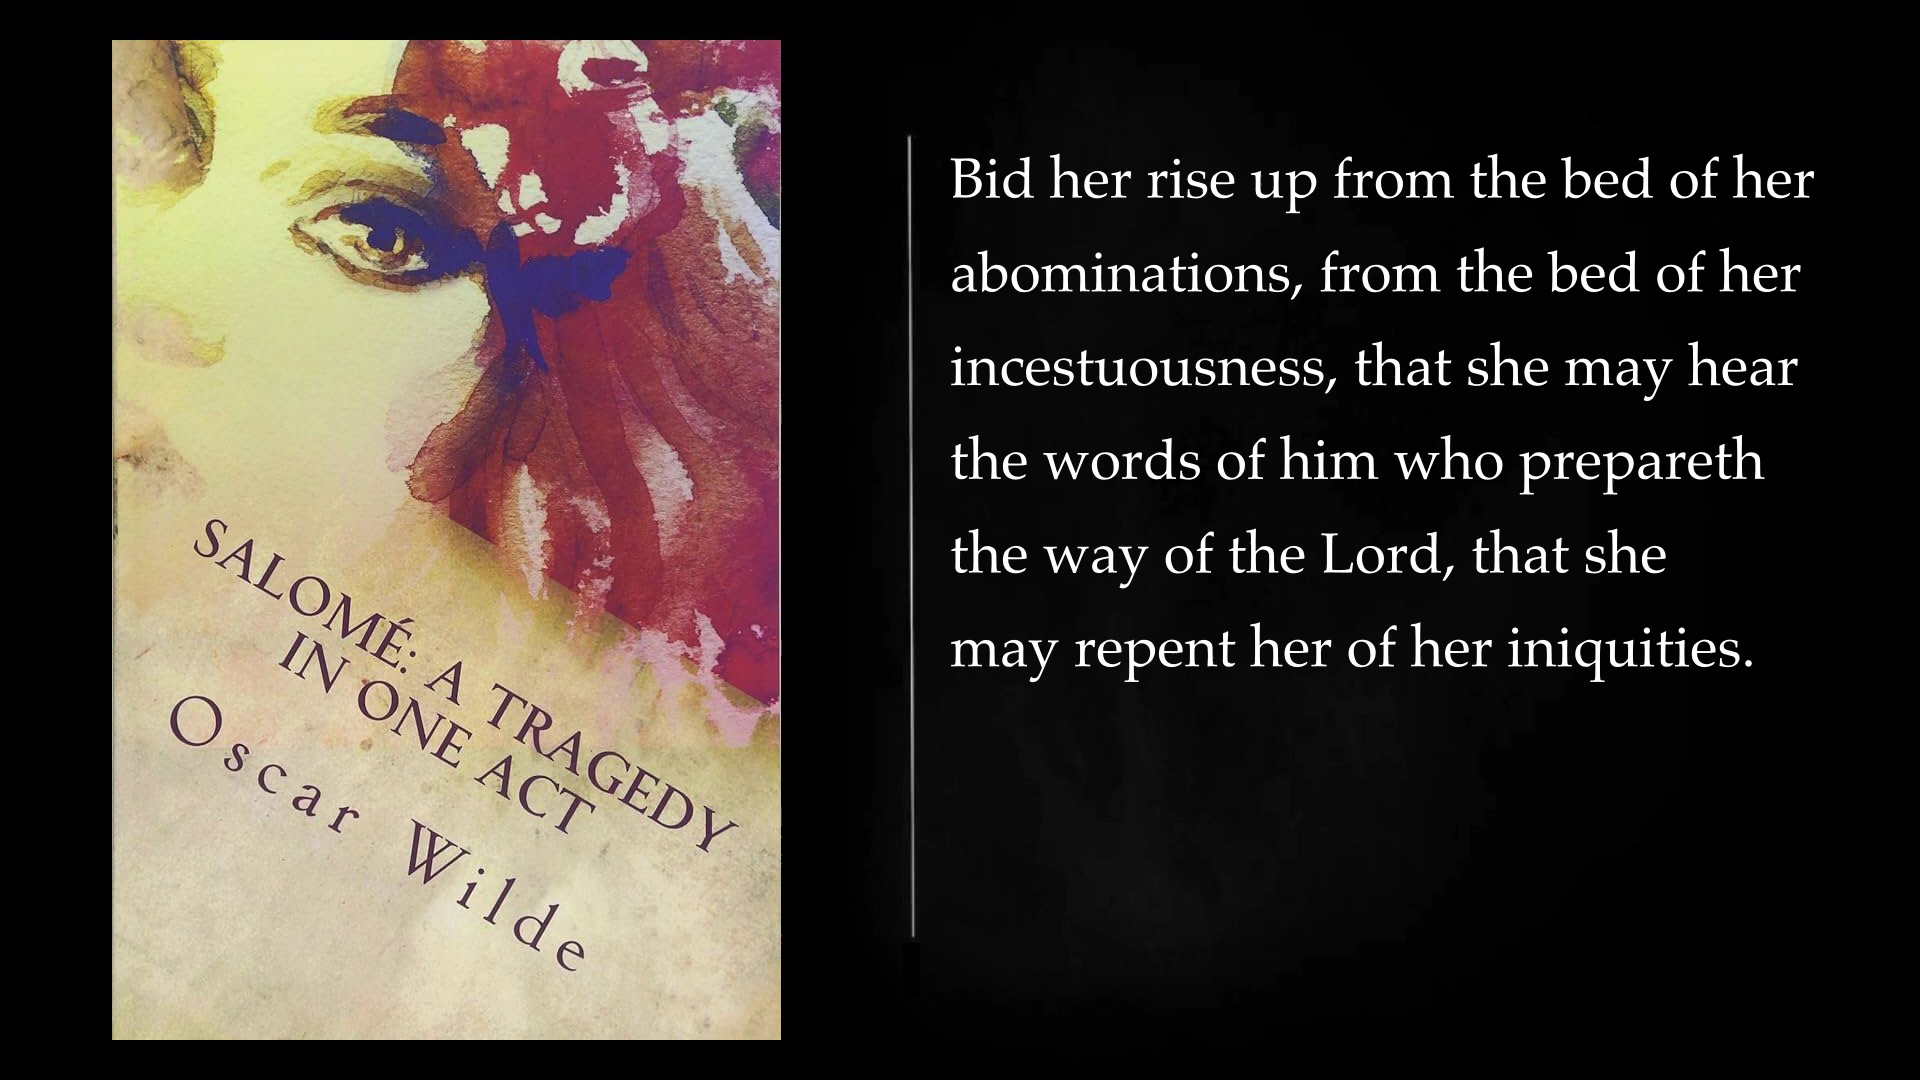 SALOMÉ: A TRAGEDY
IN ONE ACT
Oscar Wilde
Bid her rise up from the bed of her
abominations, from the bed of her
incestuousness, that she may hear
the words of him who prepareth
the way of the Lord, that she
may repent her of her iniquities.